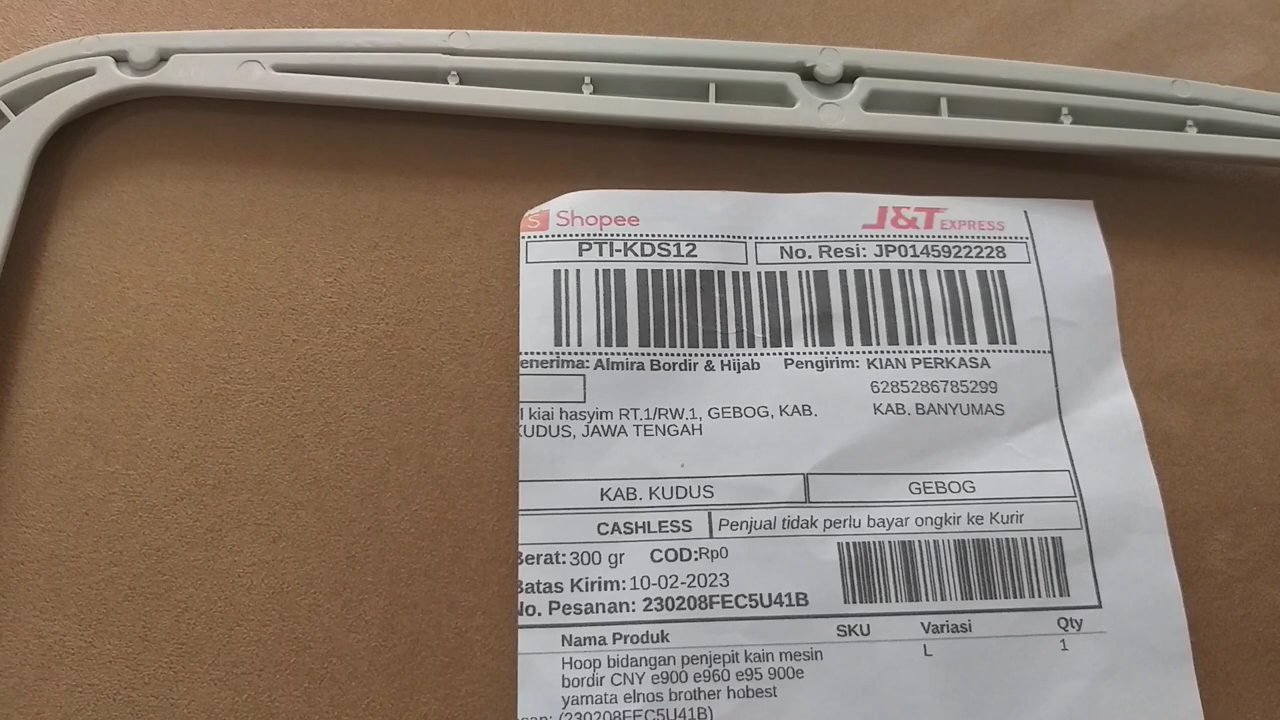 Shopee
J&T EXPRESS
PTI-KDS12
No. Resi: JP0145922228
enerima: Almira Bordir & Hijab
Pengirim: KIAN PERKASA
6285286785299
l kiai hasyim RT.1/RW.1, GEBOG, KAB.
KAB. BANYUMAS
KUDUS, JAWA TENGAH
KAB. KUDUS
GEBOG
CASHLESS
Penjual tidak perlu bayar ongkir ke Kurir
Berat: 300 gr COD:Rp0
Batas Kirim: 10-02-2023
No. Pesanan: 230208FEC5U41B
Nama Produk SKU Variasi Qty
Hoop bidangan penjepit kain mesin L 1
bordir CNY e900 e960 e95 900e
yamata elnos brother hobest
san: (230208FEC5U41B)